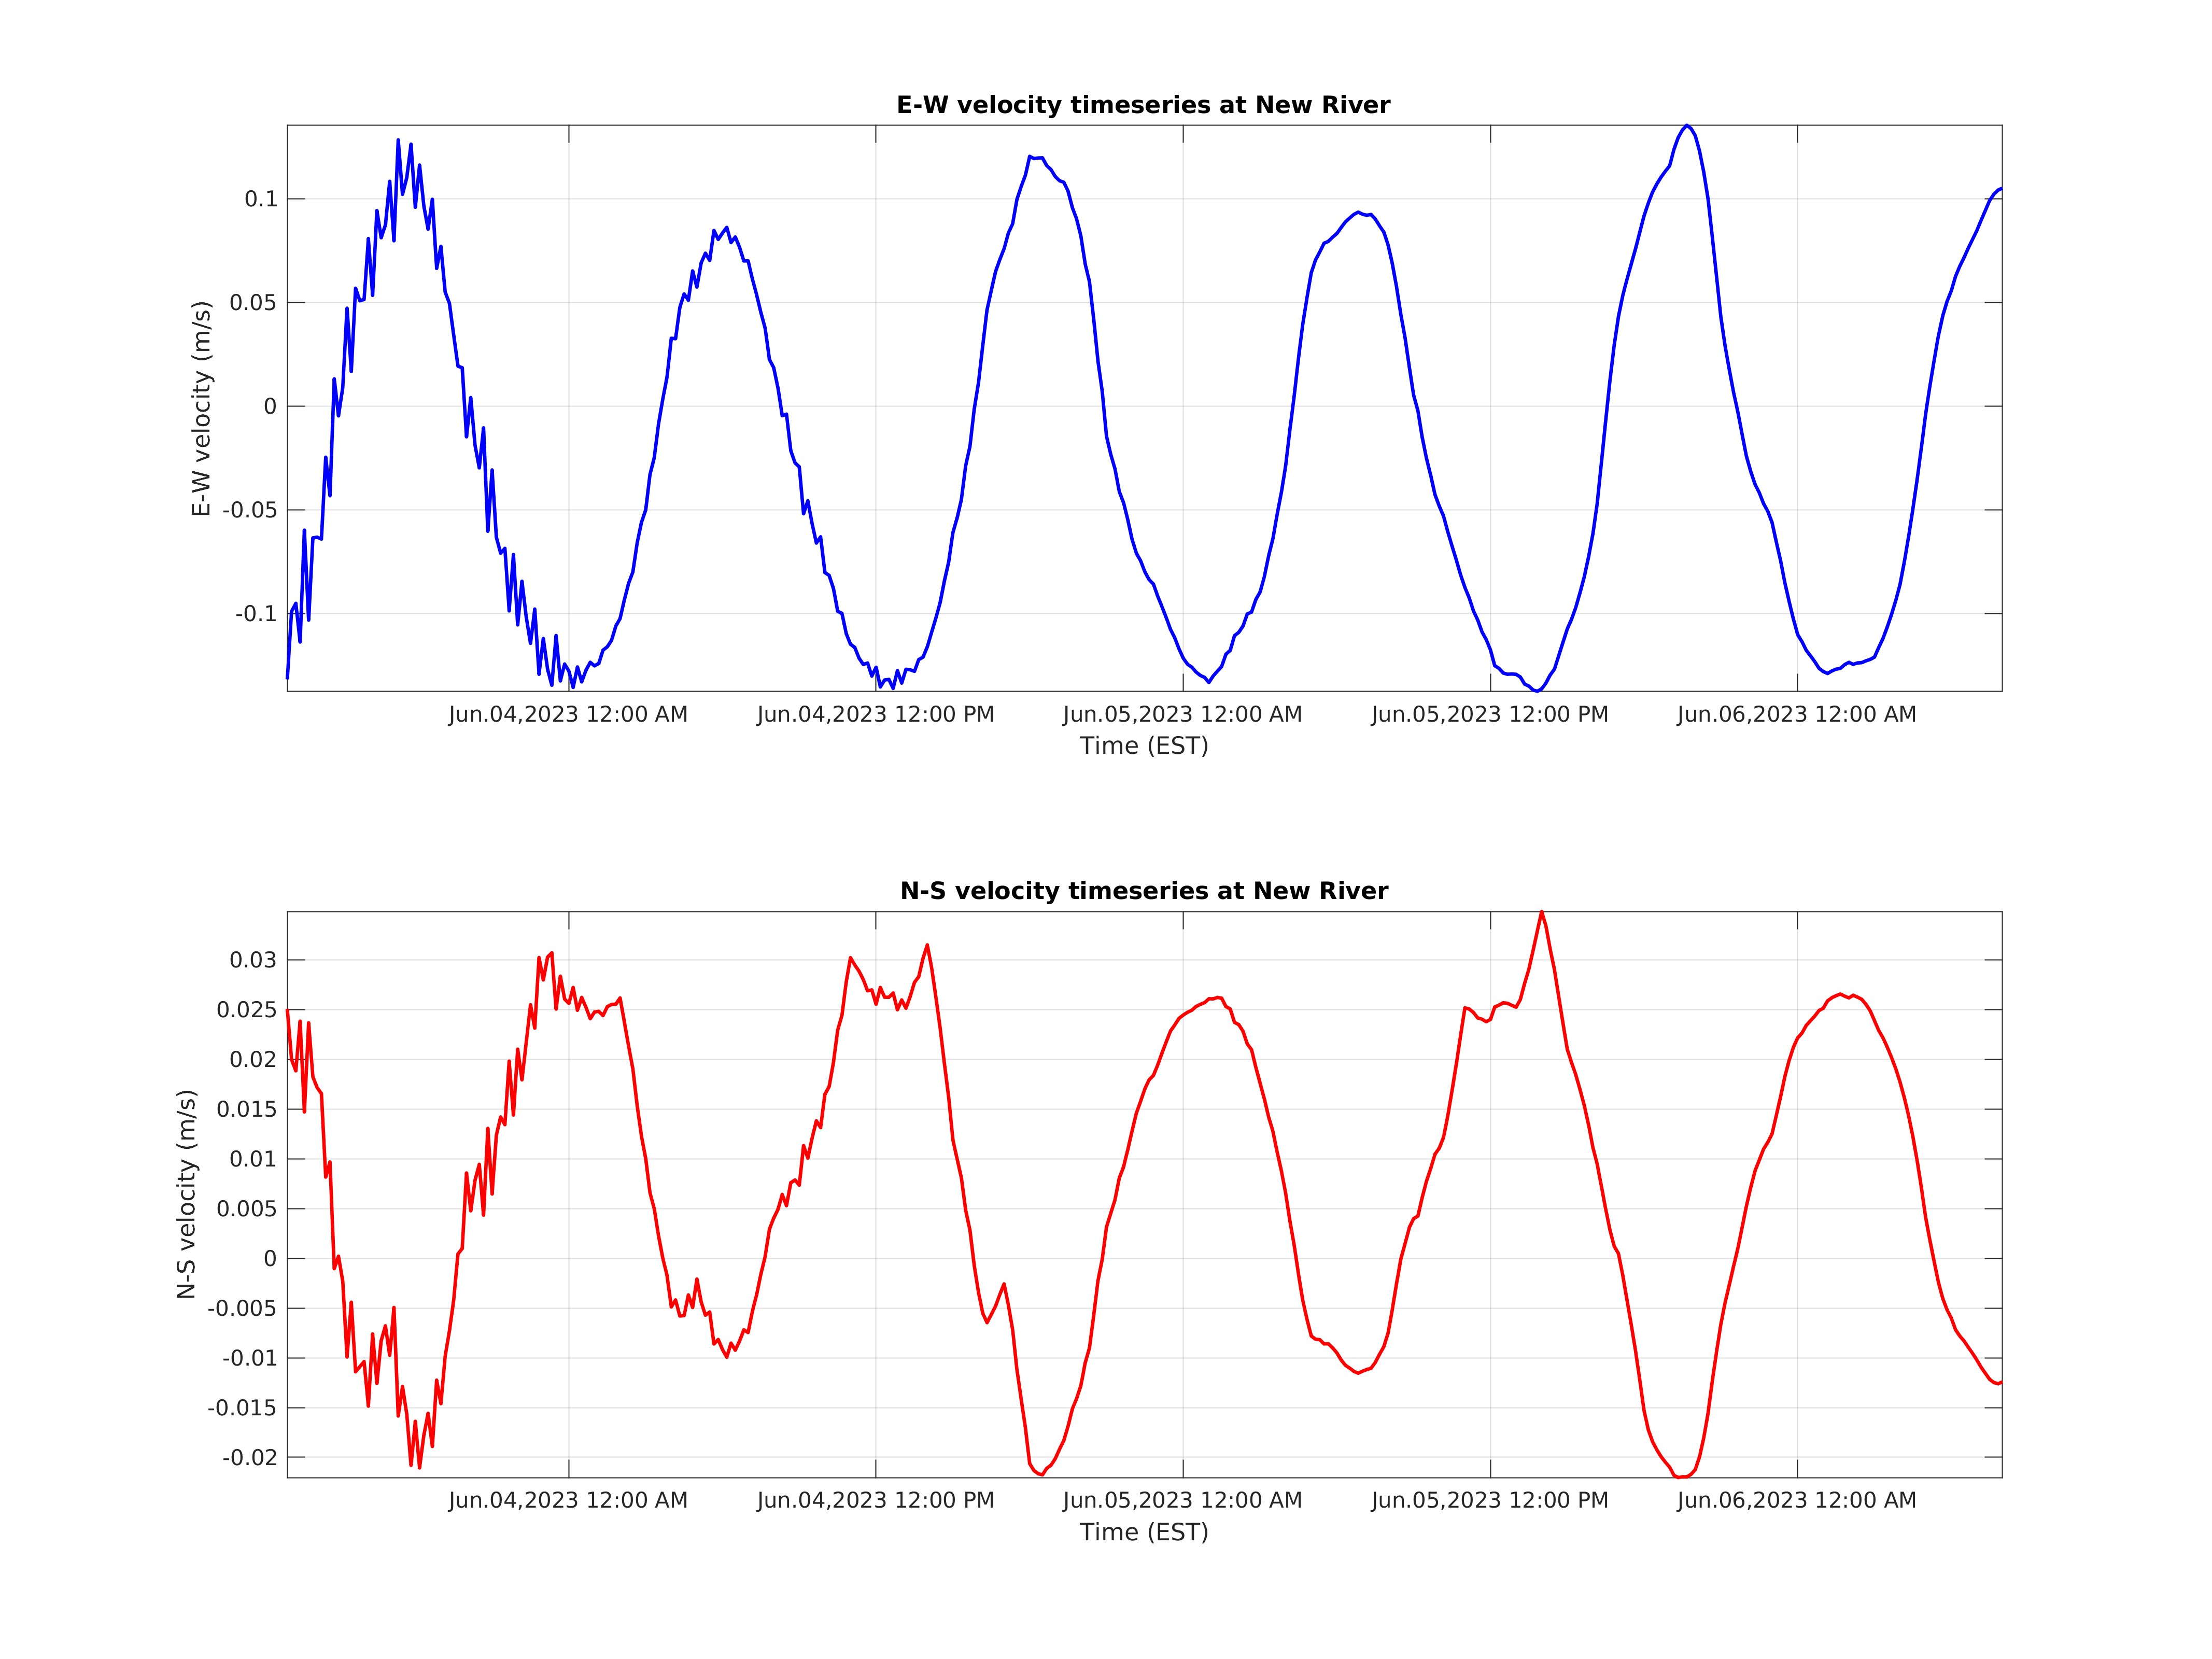 E-W velocity timeseries at New River
E-W velocity (m/s)
0.1
0.05
0
-0.05
-0.1
Jun.04,2023 12:00 AM
Jun.04,2023 12:00 PM
Jun.05,2023 12:00 AM
Jun.05,2023 12:00 PM
Jun.06,2023 12:00 AM
Time (EST)
N-S velocity timeseries at New River
N-S velocity (m/s)
0.03
0.025
0.02
0.015
0.01
0.005
0
-0.005
-0.01
-0.015
-0.02
Jun.04,2023 12:00 AM
Jun.04,2023 12:00 PM
Jun.05,2023 12:00 AM
Jun.05,2023 12:00 PM
Jun.06,2023 12:00 AM
Time (EST)